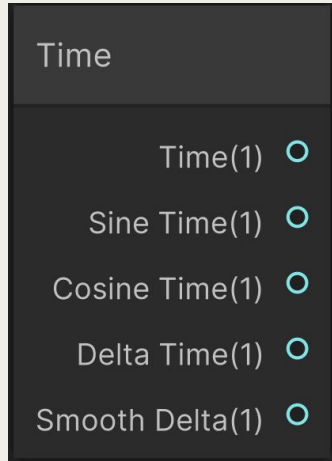 Time
Time(1)
Sine Time(1)
Cosine Time(1)
Delta Time(1)
Smooth Delta(1)